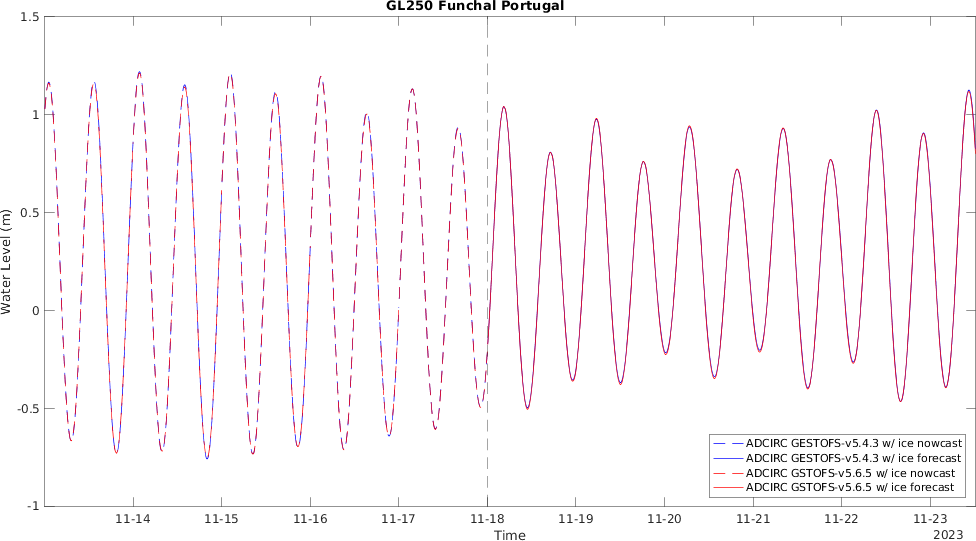 GL250 Funchal Portugal
1.5
1
0.5
0
-0.5
-1
Water Level (m)
ADCIRC GESTOFS-v5.4.3 w/ ice nowcast
ADCIRC GESTOFS-v5.4.3 w/ ice forecast
ADCIRC GSTOFS-v5.6.5 w/ ice nowcast
ADCIRC GSTOFS-v5.6.5 w/ ice forecast
11-14 11-15 11-16 11-17 11-18 11-19 11-20 11-21 11-22 11-23
Time
2023